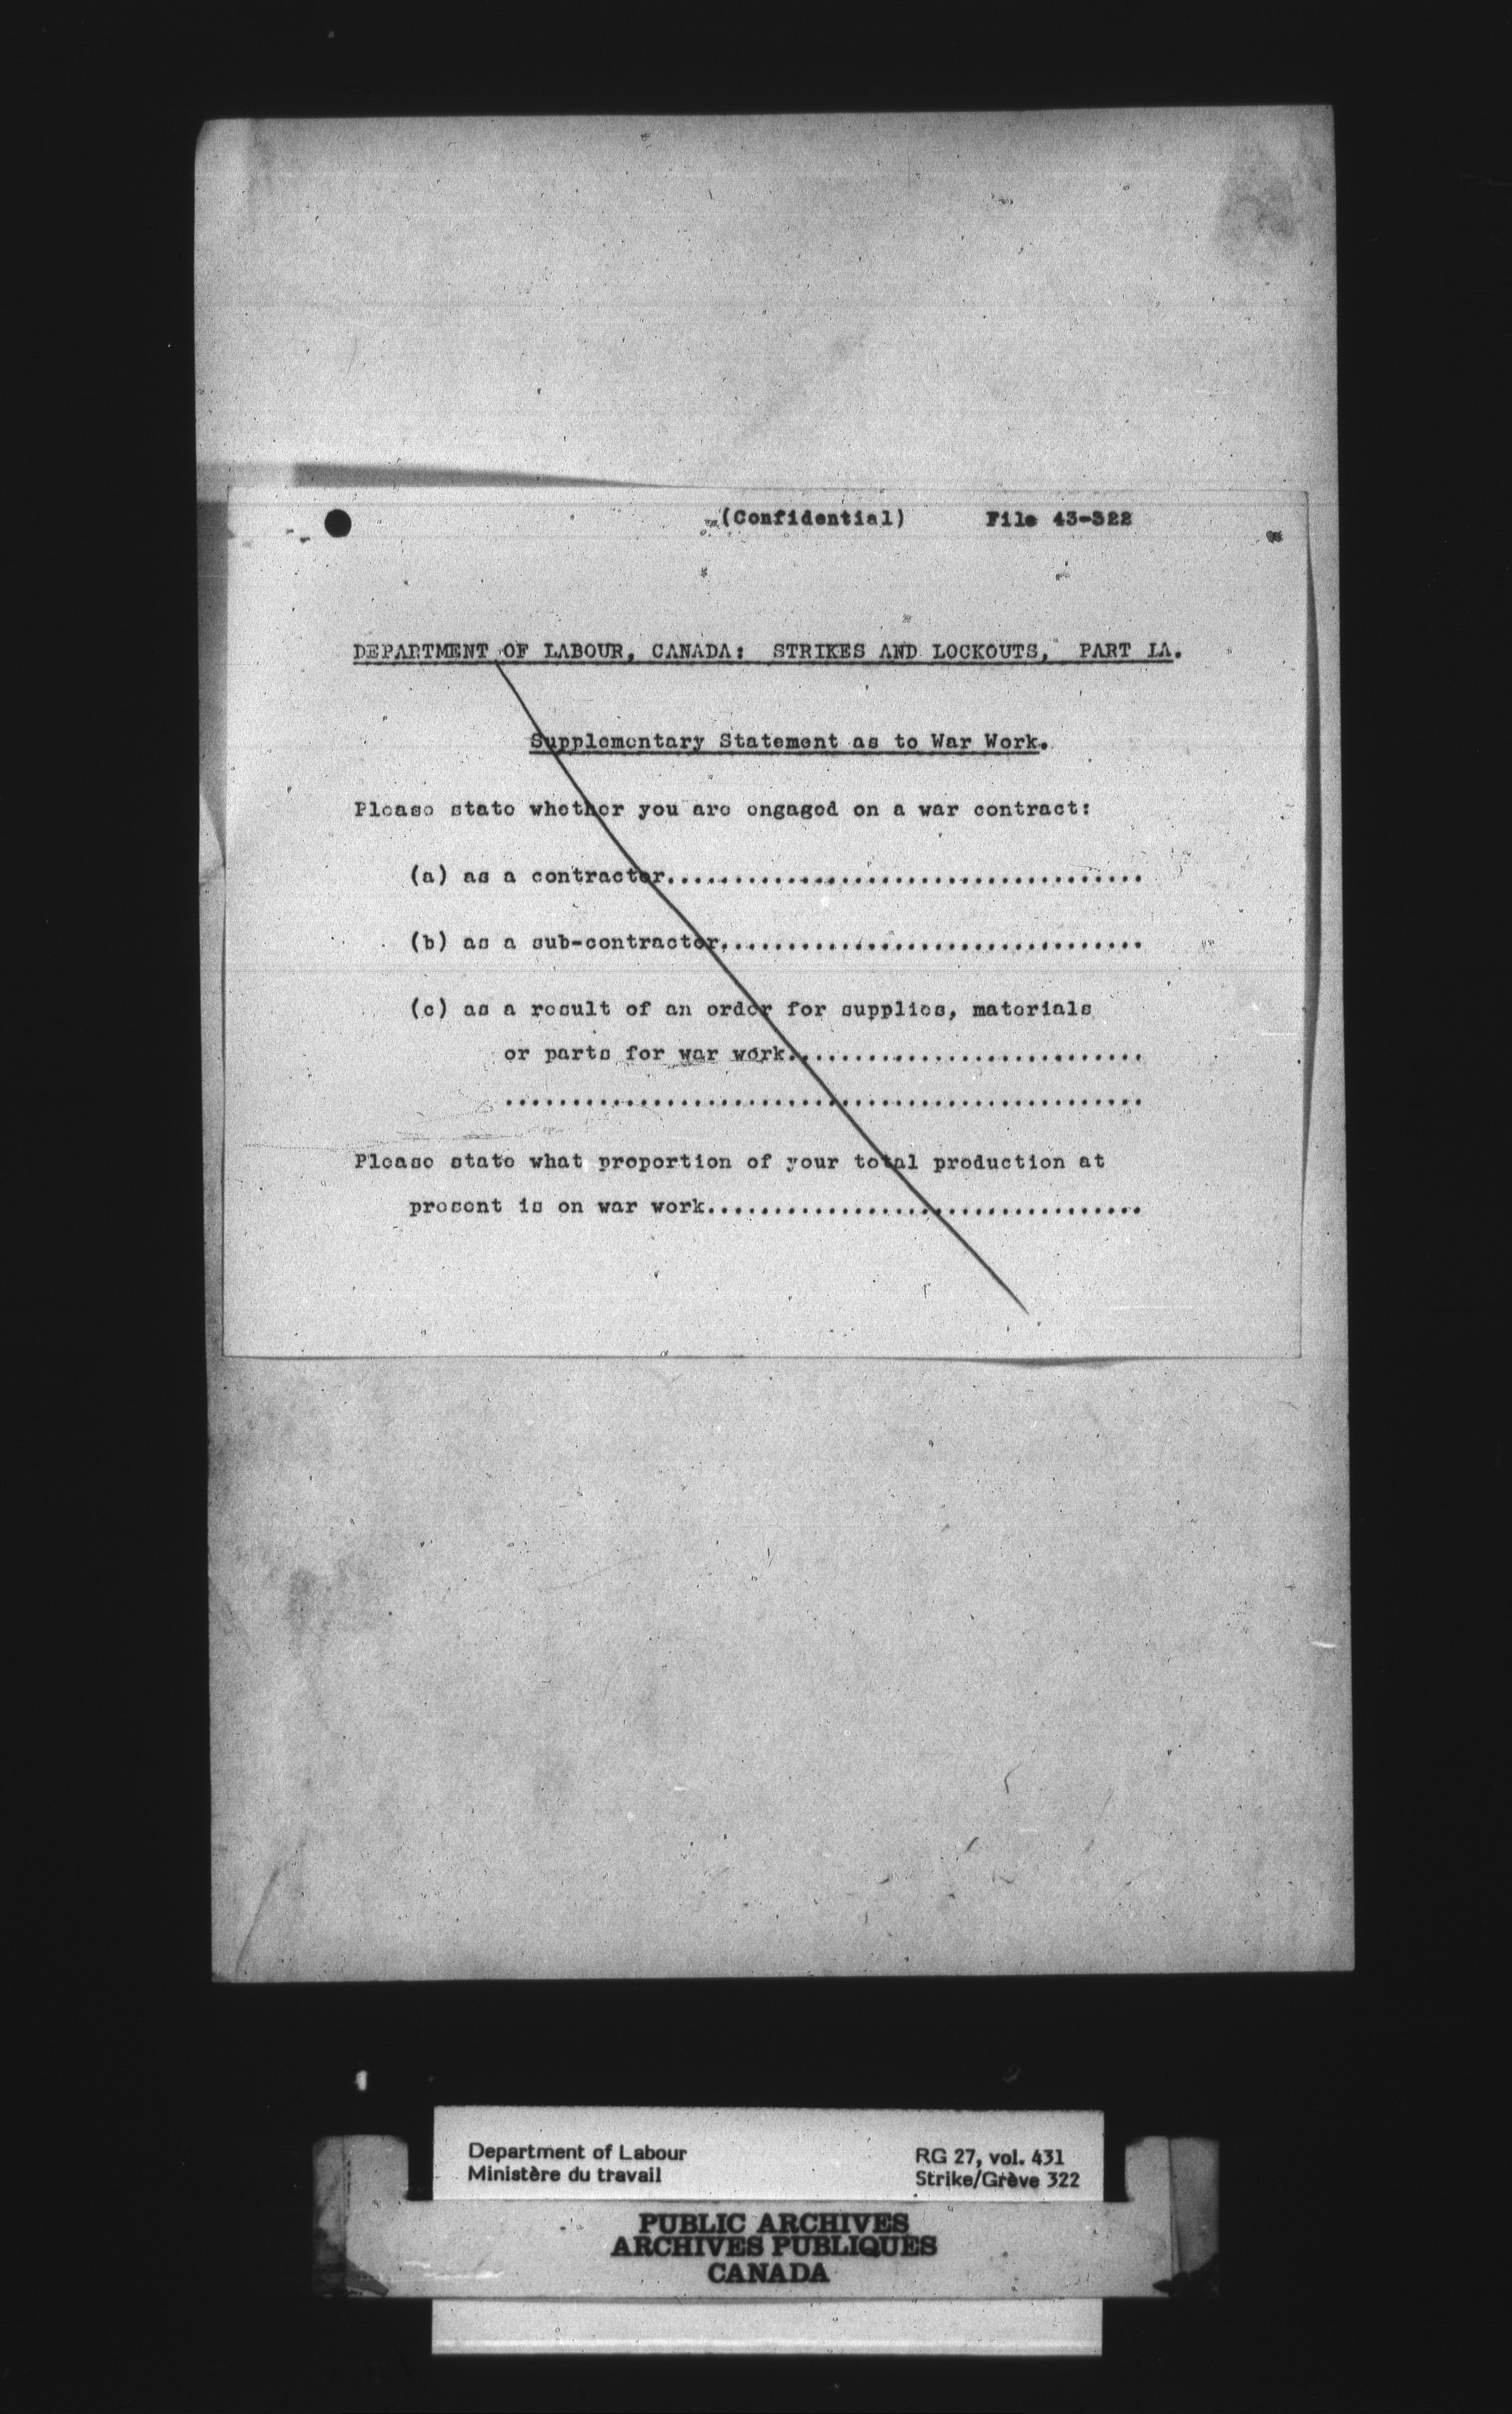 (Confidential) File 43-322
DEPARTMENT OF LABOUR, CANADA: STRIKES AND LOCKOUTS, PART IA.
Supplementary Statement as to War Work.
Please state whether you are engaged on a war contract:
(a) as a contractor....................................
(b) as a sub-contractor................................
(c) as a result of an order for supplies, materials
or parts for war work...........................
................................................
Please state what proportion of your total production at
present is on war work.................................
Department of Labour
Ministère du travail
RG 27, vol. 431
Strike/Grève 322
PUBLIC ARCHIVES
ARCHIVES PUBLIQUES
CANADA